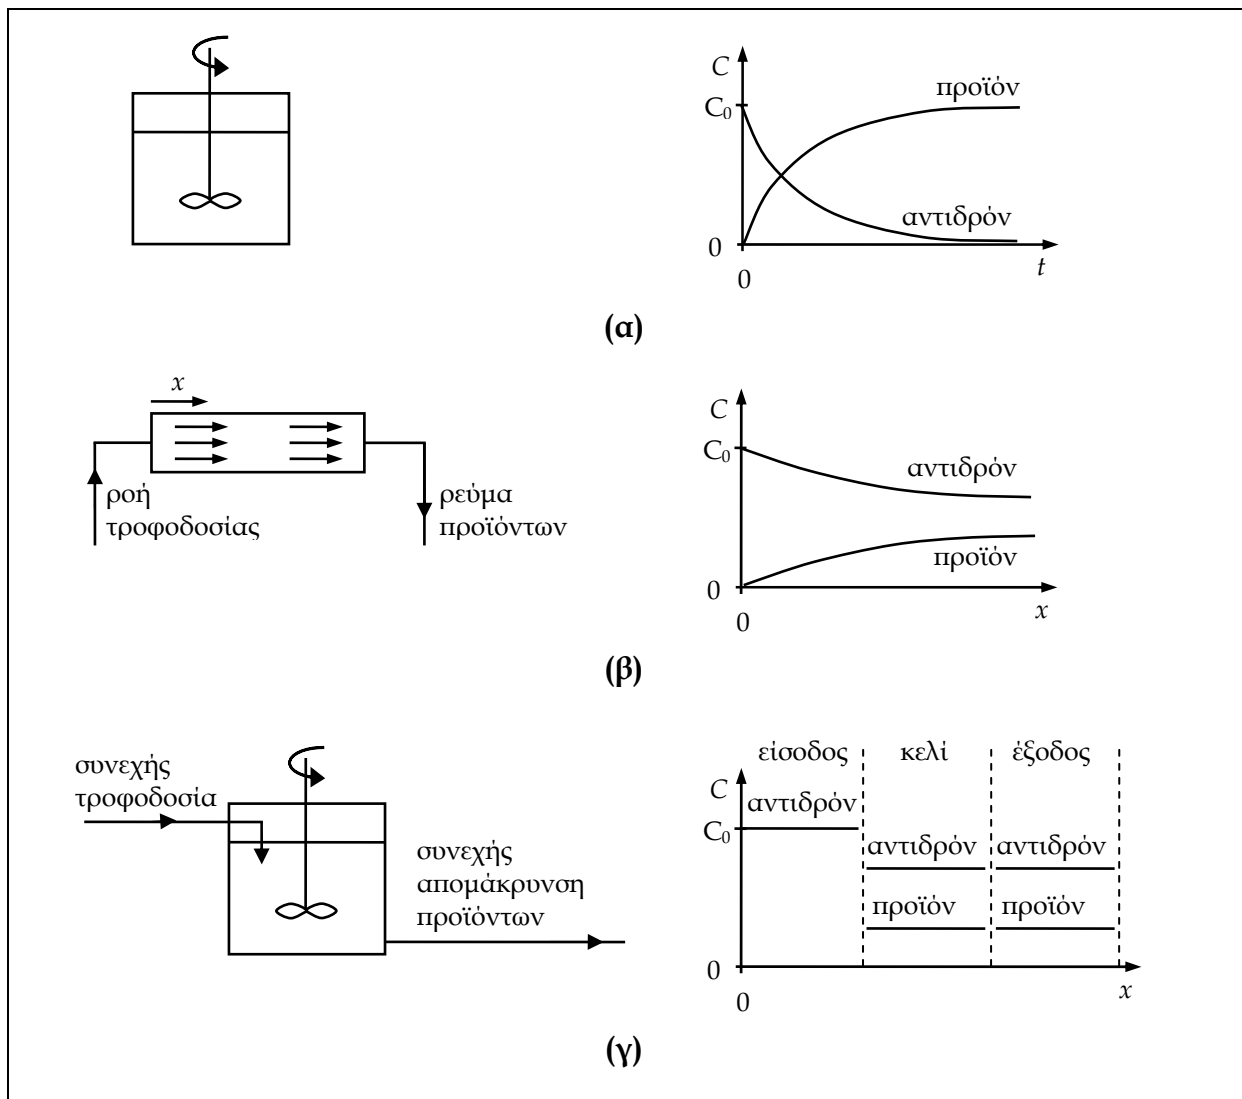 C
C₀
προϊόν
αντιδρόν
0
t
0
(α)
x
ροή
τροφοδοσίας
ρεύμα
προϊόντων
C
C₀
αντιδρόν
προϊόν
0
x
0
(β)
συνεχής
τροφοδοσία
συνεχής
απομάκρυνση
προϊόντων
είσοδος κελί έξοδος
C
αντιδρόν
C₀
αντιδρόν αντιδρόν
προϊόν προϊόν
0
x
0
(γ)